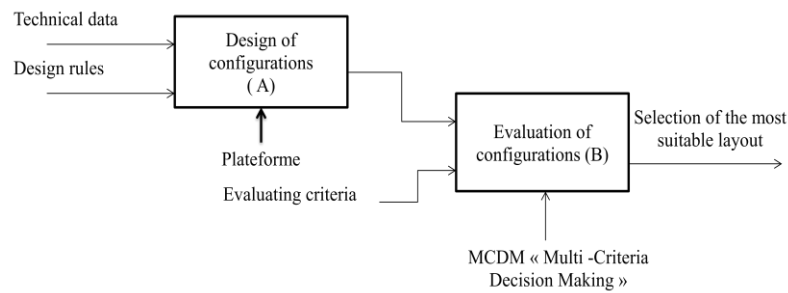 Technical data
Design rules
Design of
configurations
( A)
Plateforme
Evaluating criteria
Evaluation of
configurations (B)
Selection of the most
suitable layout
MCDM « Multi -Criteria
Decision Making »